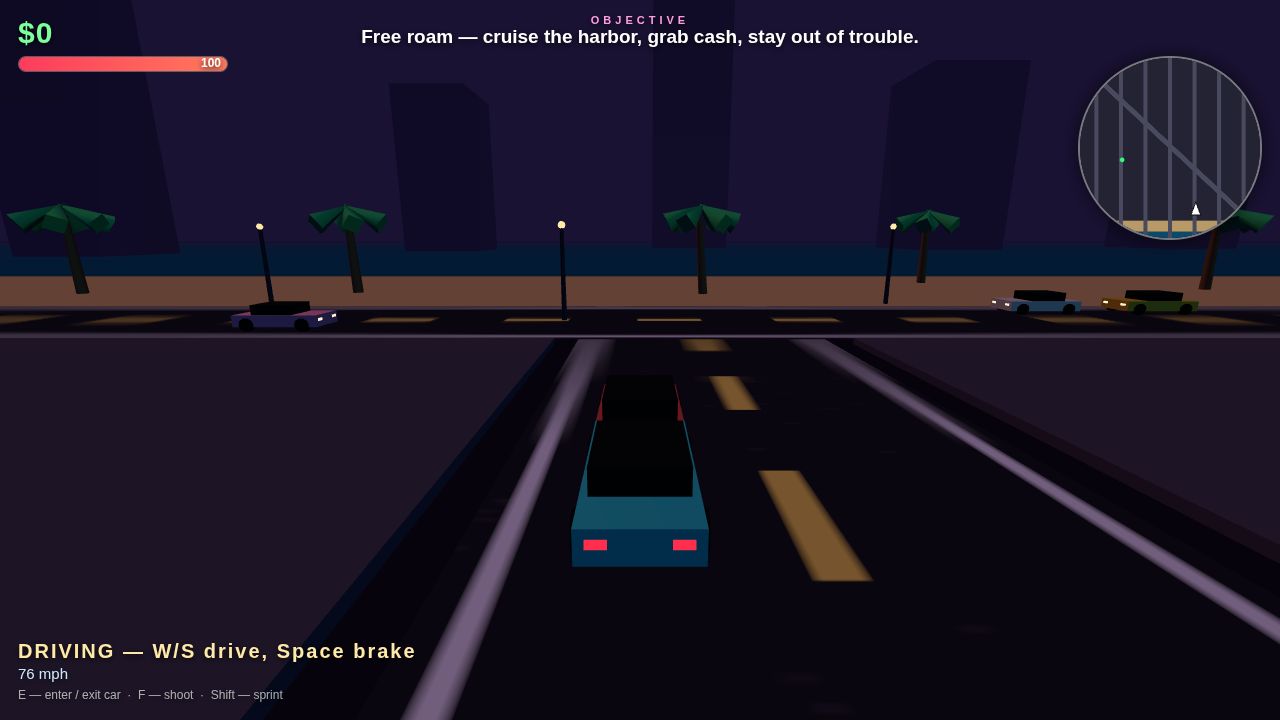 $0
100
OBJECTIVE
Free roam — cruise the harbor, grab cash, stay out of trouble.
DRIVING — W/S drive, Space brake
76 mph
E — enter / exit car · F — shoot · Shift — sprint